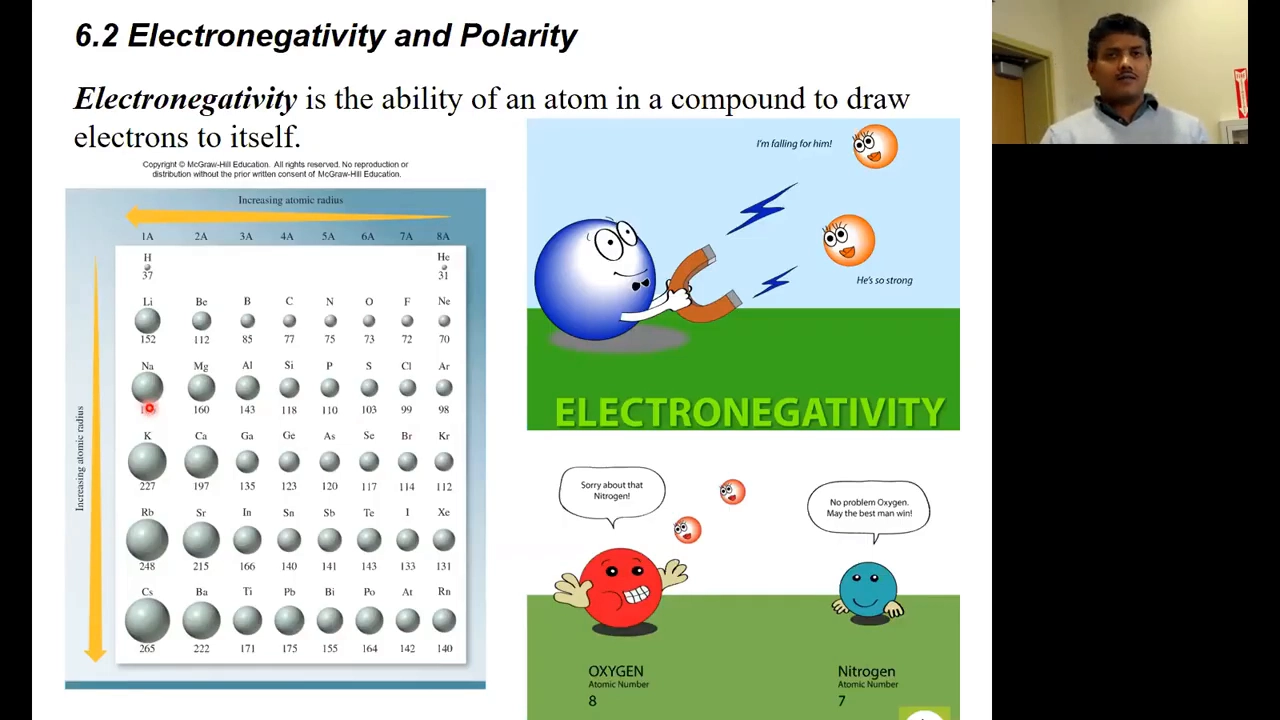 6.2 Electronegativity and Polarity
Electronegativity is the ability of an atom in a compound to draw
electrons to itself.
Copyright © McGraw-Hill Education. All rights reserved. No reproduction or
distribution without the prior written consent of McGraw-Hill Education.
Increasing atomic radius
1A 2A 3A 4A 5A 6A 7A 8A
H He
37 31
Li Be B C N O F Ne
152 112 85 77 75 73 72 70
Na Mg Al Si P S Cl Ar
160 143 118 110 103 99 98
K Ca Ga Ge As Se Br Kr
227 197 135 123 120 117 114 112
Rb Sr In Sn Sb Te I Xe
248 215 166 140 141 143 133 131
Cs Ba Tl Pb Bi Po At Rn
265 222 171 175 155 164 142 140
Increasing atomic radius
I'm falling for him!
He's so strong
ELECTRONEGATIVITY
Sorry about that
Nitrogen!
No problem Oxygen.
May the best man win!
OXYGEN
Atomic Number
8
Nitrogen
Atomic Number
7